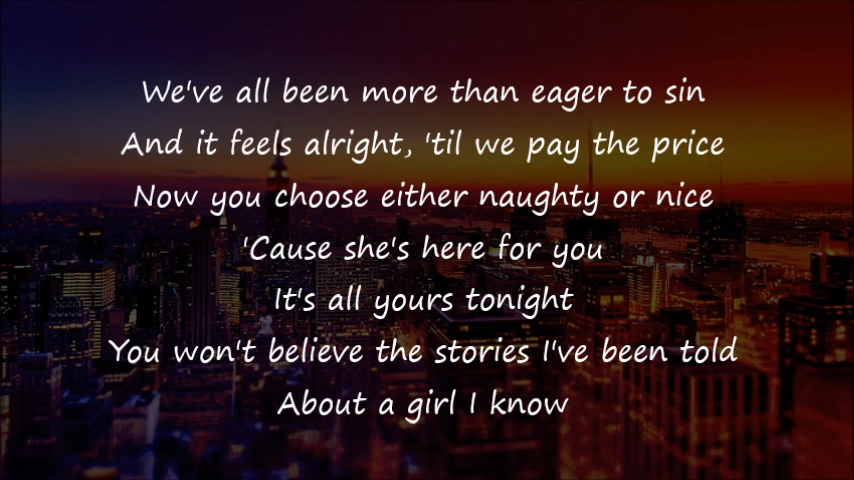 We've all been more than eager to sin
And it feels alright, 'til we pay the price
Now you choose either naughty or nice
'Cause she's here for you
It's all yours tonight
You won't believe the stories I've been told
About a girl I know